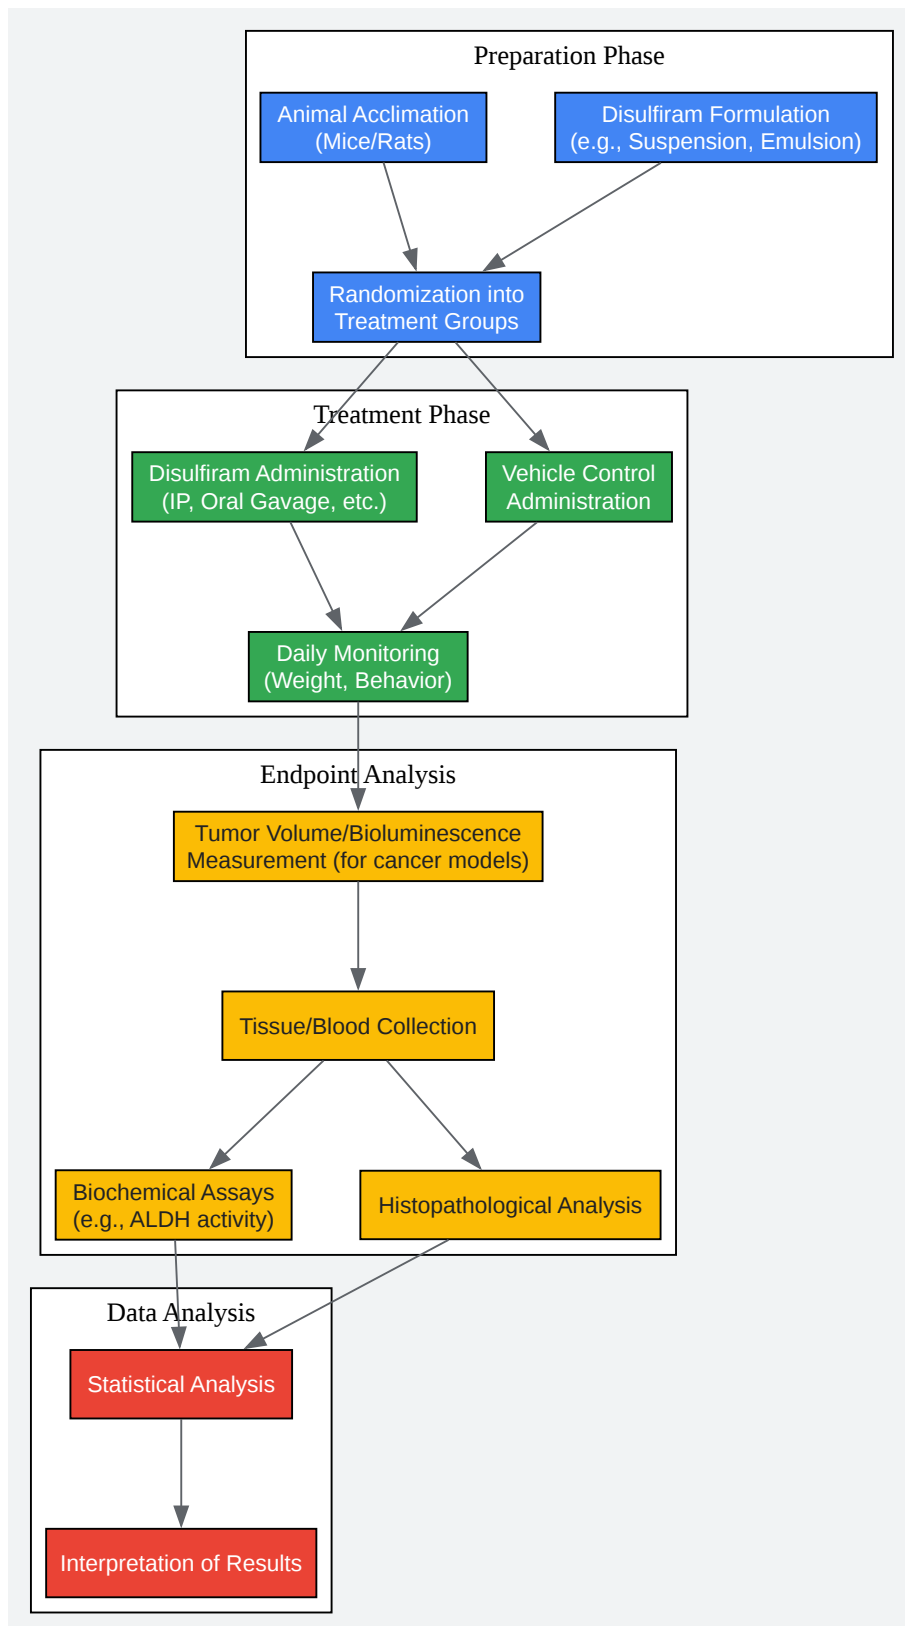 Preparation Phase
Animal Acclimation
(Mice/Rats)
Disulfiram Formulation
(e.g., Suspension, Emulsion)
Randomization into
Treatment Groups
Treatment Phase
Disulfiram Administration
(IP, Oral Gavage, etc.)
Vehicle Control
Administration
Daily Monitoring
(Weight, Behavior)
Endpoint Analysis
Tumor Volume/Bioluminescence
Measurement (for cancer models)
Tissue/Blood Collection
Biochemical Assays
(e.g., ALDH activity)
Histopathological Analysis
Data Analysis
Statistical Analysis
Interpretation of Results